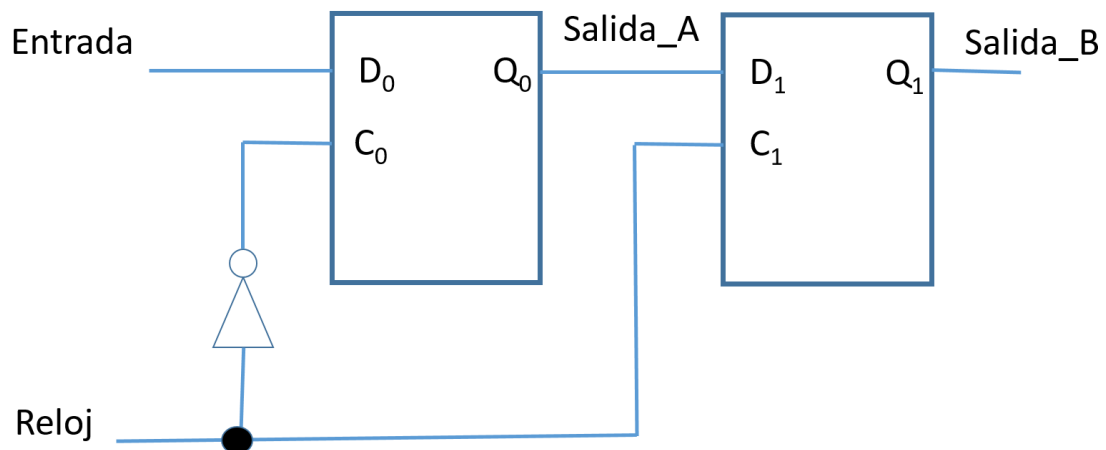 Entrada
Salida_A
Salida_B
D₀
Q₀
D₁
Q₁
C₀
C₁
Reloj